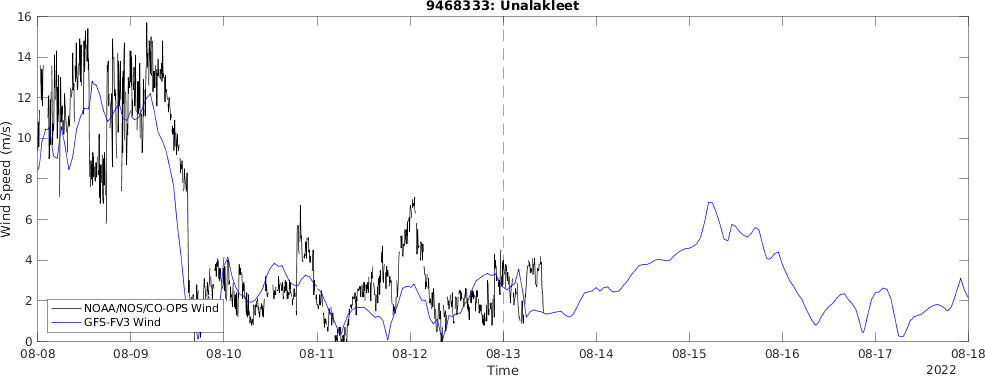 9468333: Unalakleet
Wind Speed (m/s)
16
14
12
10
8
6
4
2
0
NOAA/NOS/CO-OPS Wind
GFS-FV3 Wind
08-08 08-09 08-10 08-11 08-12 08-13 08-14 08-15 08-16 08-17 08-18
Time
2022